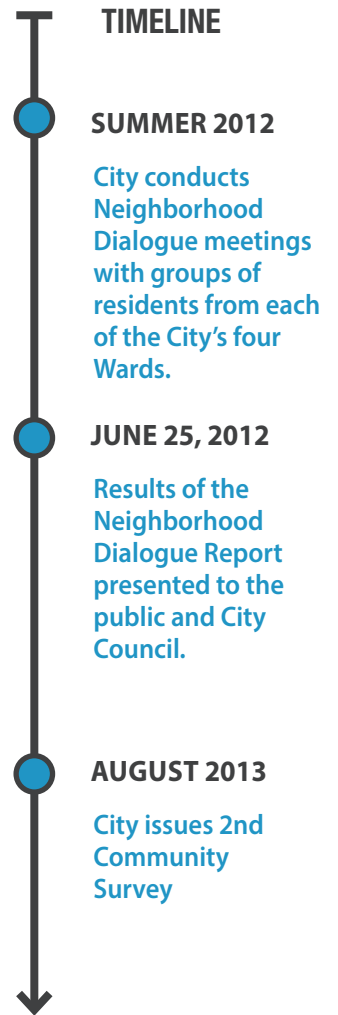 TIMELINE
SUMMER 2012
City conducts
Neighborhood
Dialogue meetings
with groups of
residents from each
of the City’s four
Wards.
JUNE 25, 2012
Results of the
Neighborhood
Dialogue Report
presented to the
public and City
Council.
AUGUST 2013
City issues 2nd
Community
Survey